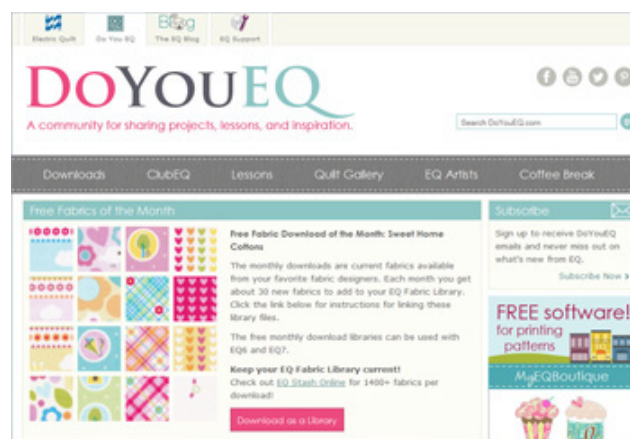 Electric Quilt
Do You EQ
Blog
The EQ Blog
EQ Support
DoYouEQ
A community for sharing projects, lessons, and inspiration.
Search DoYouEQ.com
Downloads
ClubEQ
Lessons
Quilt Gallery
EQ Artists
Coffee Break
Free Fabrics of the Month
Free Fabric Download of the Month: Sweet Home
Cottons
The monthly downloads are current fabrics available
from your favorite fabric designers. Each month you get
about 30 new fabrics to add to your EQ Fabric Library.
Click the link below for instructions for linking these
library files.
The free monthly download libraries can be used with
EQ6 and EQ7.
Keep your EQ Fabric Library current!
Check out EQ Stash Online for 1400+ fabrics per
download!
Download as a Library
Subscribe
Sign up to receive DoYouEQ
emails and never miss out on
what's new from EQ.
Subscribe Now »
FREE software!
for printing
patterns
MyEQBoutique